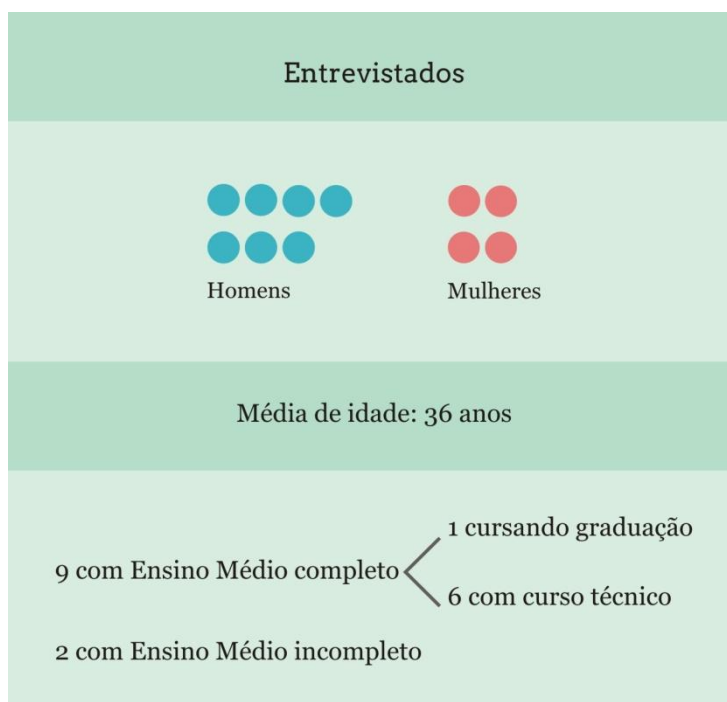 Entrevistados
Homens
Mulheres
Média de idade: 36 anos
9 com Ensino Médio completo
1 cursando graduação
6 com curso técnico
2 com Ensino Médio incompleto